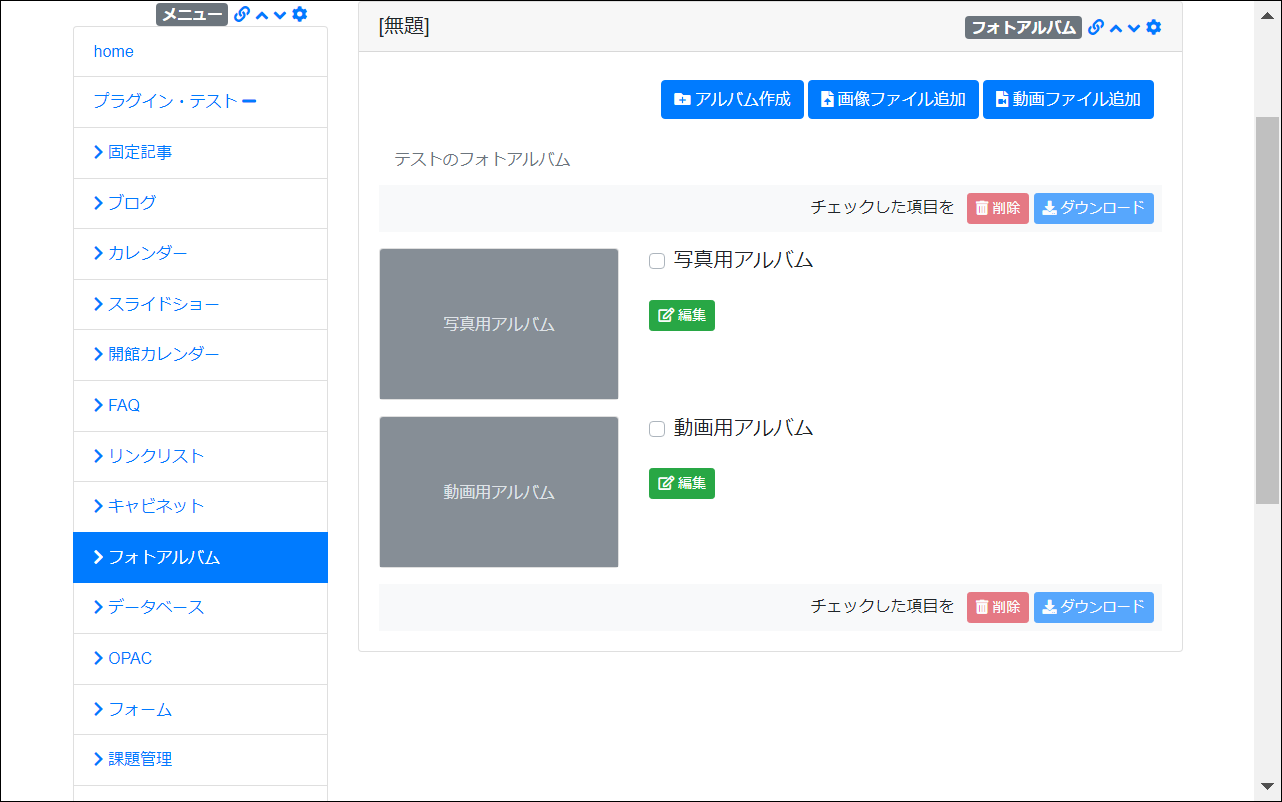 メニュー
home
プラグイン・テスト
固定記事
ブログ
カレンダー
スライドショー
開館カレンダー
FAQ
リンクリスト
キャビネット
フォトアルバム
データベース
OPAC
フォーム
課題管理
[無題]
フォトアルバム
アルバム作成 画像ファイル追加 動画ファイル追加
テストのフォトアルバム
チェックした項目を 削除 ダウンロード
写真用アルバム
写真用アルバム
編集
動画用アルバム
動画用アルバム
編集
チェックした項目を 削除 ダウンロード